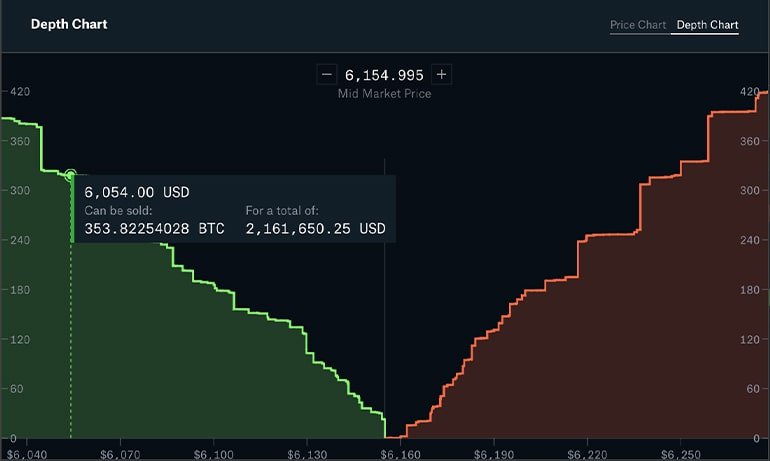 Depth Chart
Price Chart Depth Chart
− 6,154.995 +
Mid Market Price
420 420
360 360
300 300
6,054.00 USD
Can be sold: For a total of:
353.82254028 BTC 2,161,650.25 USD
240 240
180 180
120 120
60 60
0 0
$6,040 $6,070 $6,100 $6,130 $6,160 $6,190 $6,220 $6,250